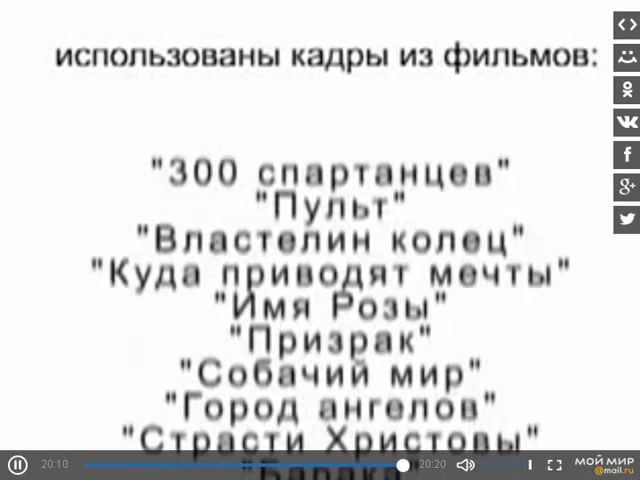 использованы кадры из фильмов:
"300 спартанцев"
"Пульт"
"Властелин колец"
"Куда приводят мечты"
"Имя Розы"
"Призрак"
"Собачий мир"
"Город ангелов"
"Страсти Христовы"
"Барака"
20:10
20:20
МОЙ МИР
@mail.ru